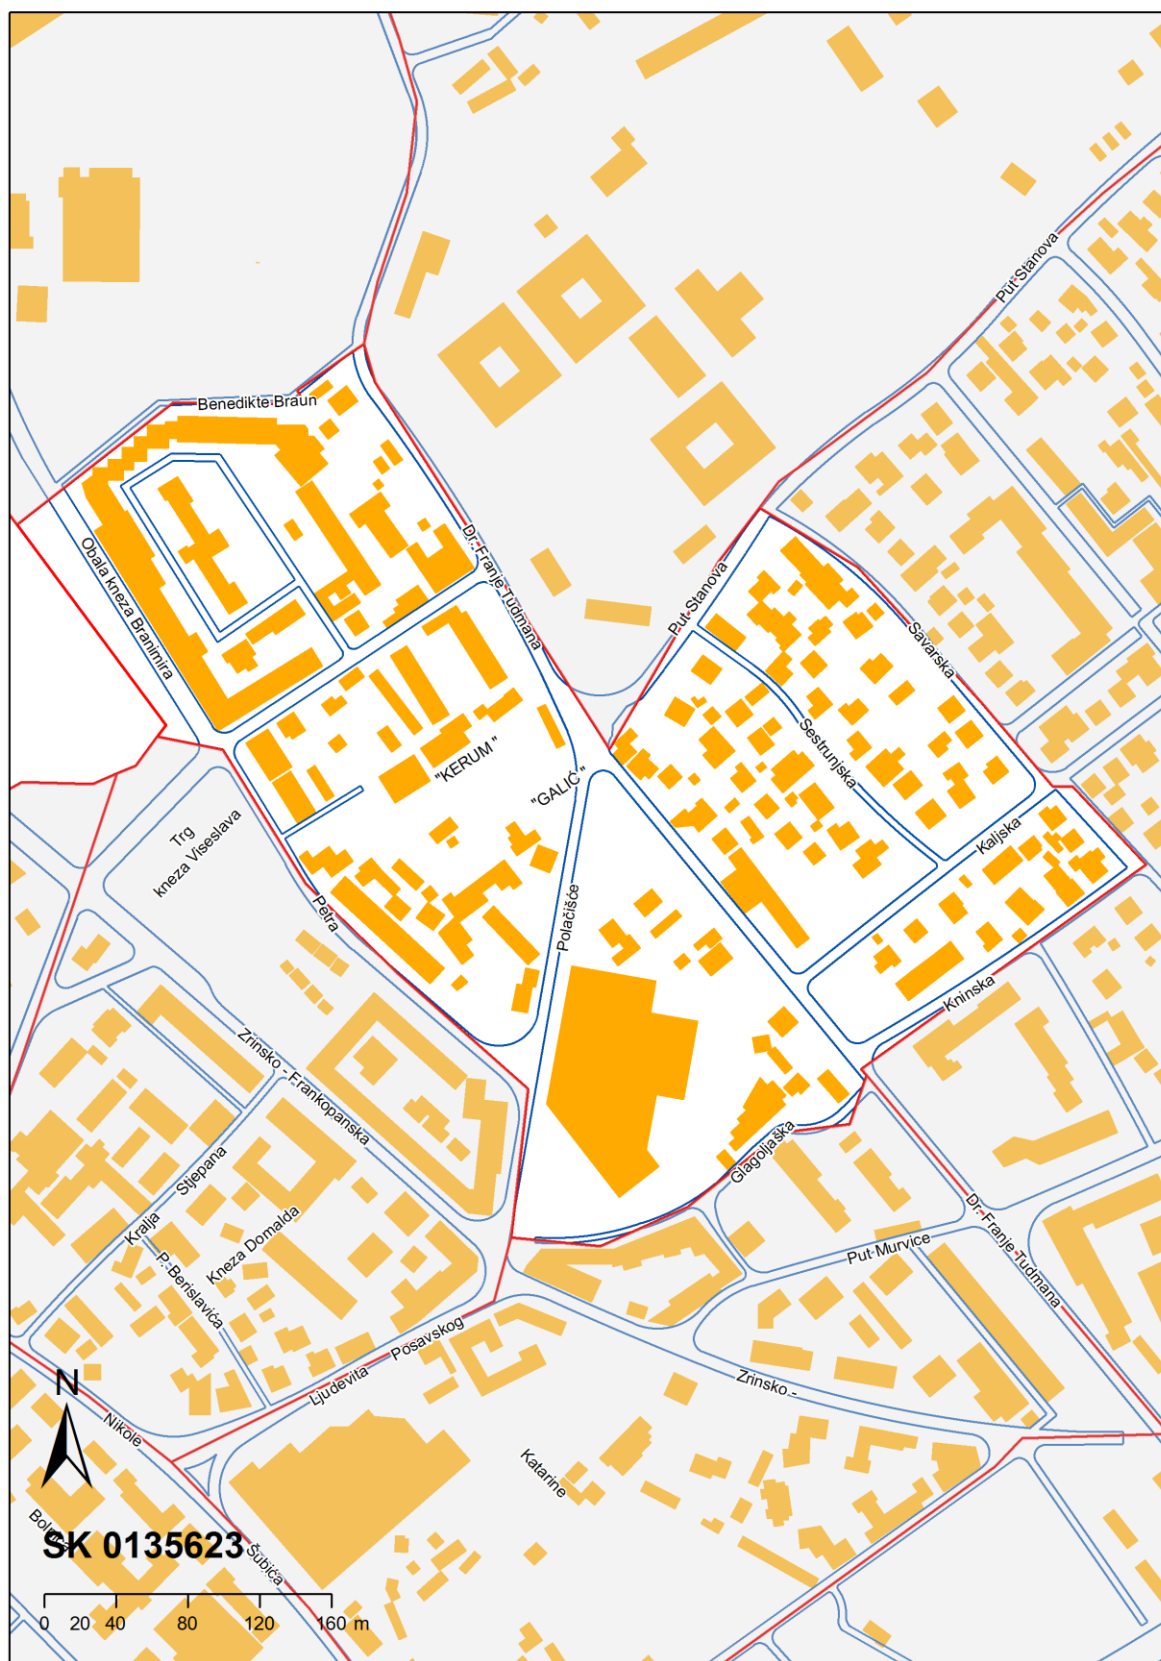 Put Stanova
Benedikte Braun
Dr. Franje Tuđmana
Obala kneza Branimira
Put Stanova
Savarska
Sestrunjska
"KERUM "
"GALIĆ "
Kaljska
Trg
kneza Višeslava
Petra
Polačišće
Kninska
Zrinsko - Frankopanska
Glagoljaška
Kralja
Stjepana
Kneza Domalda
P. Berislavića
Dr. Franje Tuđmana
Put Murvice
Ljudevita
Posavskog
Zrinsko -
N
Nikole
Katarine
SK 0135623
Šubića
0 20 40 80 120 160 m